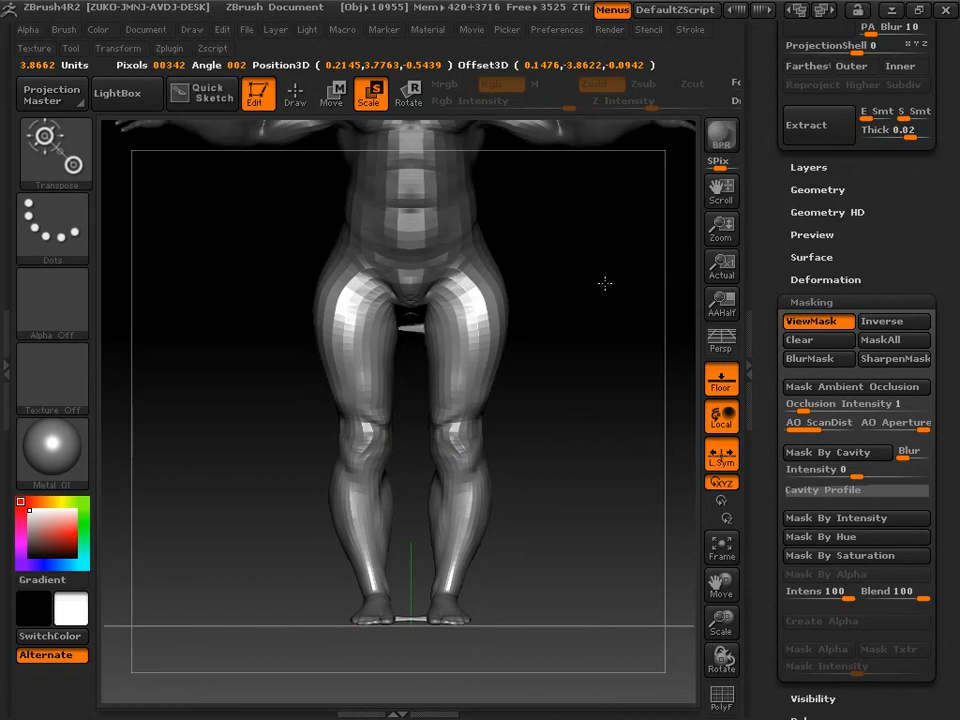 ZBrush4R2 [ZUKO-JMNJ-AVDJ-DESK] ZBrush Document [Obj]10955] Mem▸420+3716 Free▸3525 Menus DefaultZScript
Alpha Brush Color Document Draw Edit File Layer Light Macro Marker Material Movie Picker Preferences Render Stencil Stroke
Texture Tool Transform Zplugin Zscript
3.8662 Units Pixols 00342 Angle 002 Position3D ( 0.2145,3.7763,-0.5439 ) Offset3D ( 0.1476,-3.8622,-0.0942 )
Projection Master
LightBox
Quick Sketch
Edit
Draw
Move
Scale
Rotate
Mrgb Rgb M Zadd Zsub Zcut
Rgb Intensity Z Intensity
Transpose
Dots
Alpha Off
Texture Off
Metal 01
Gradient
SwitchColor
Alternate
BPR
SPix
Scroll
Zoom
Actual
AAHalf
Persp
Floor
Local
L.Sym
XYZ
Frame
Move
Scale
Rotate
PolyF
PA Blur 10
ProjectionShell 0 X Y Z
Farthest Outer Inner
Reproject Higher Subdiv
Extract
E Smt S Smt
Thick 0.02
Layers
Geometry
Geometry HD
Preview
Surface
Deformation
Masking
ViewMask Inverse
Clear MaskAll
BlurMask SharpenMask
Mask Ambient Occlusion
Occlusion Intensity 1
AO ScanDist AO Aperture
Mask By Cavity Blur
Intensity 0
Cavity Profile
Mask By Intensity
Mask By Hue
Mask By Saturation
Mask By Alpha
Intens 100 Blend 100
Create Alpha
Mask Alpha Mask Txtr
Mask Intensity
Visibility